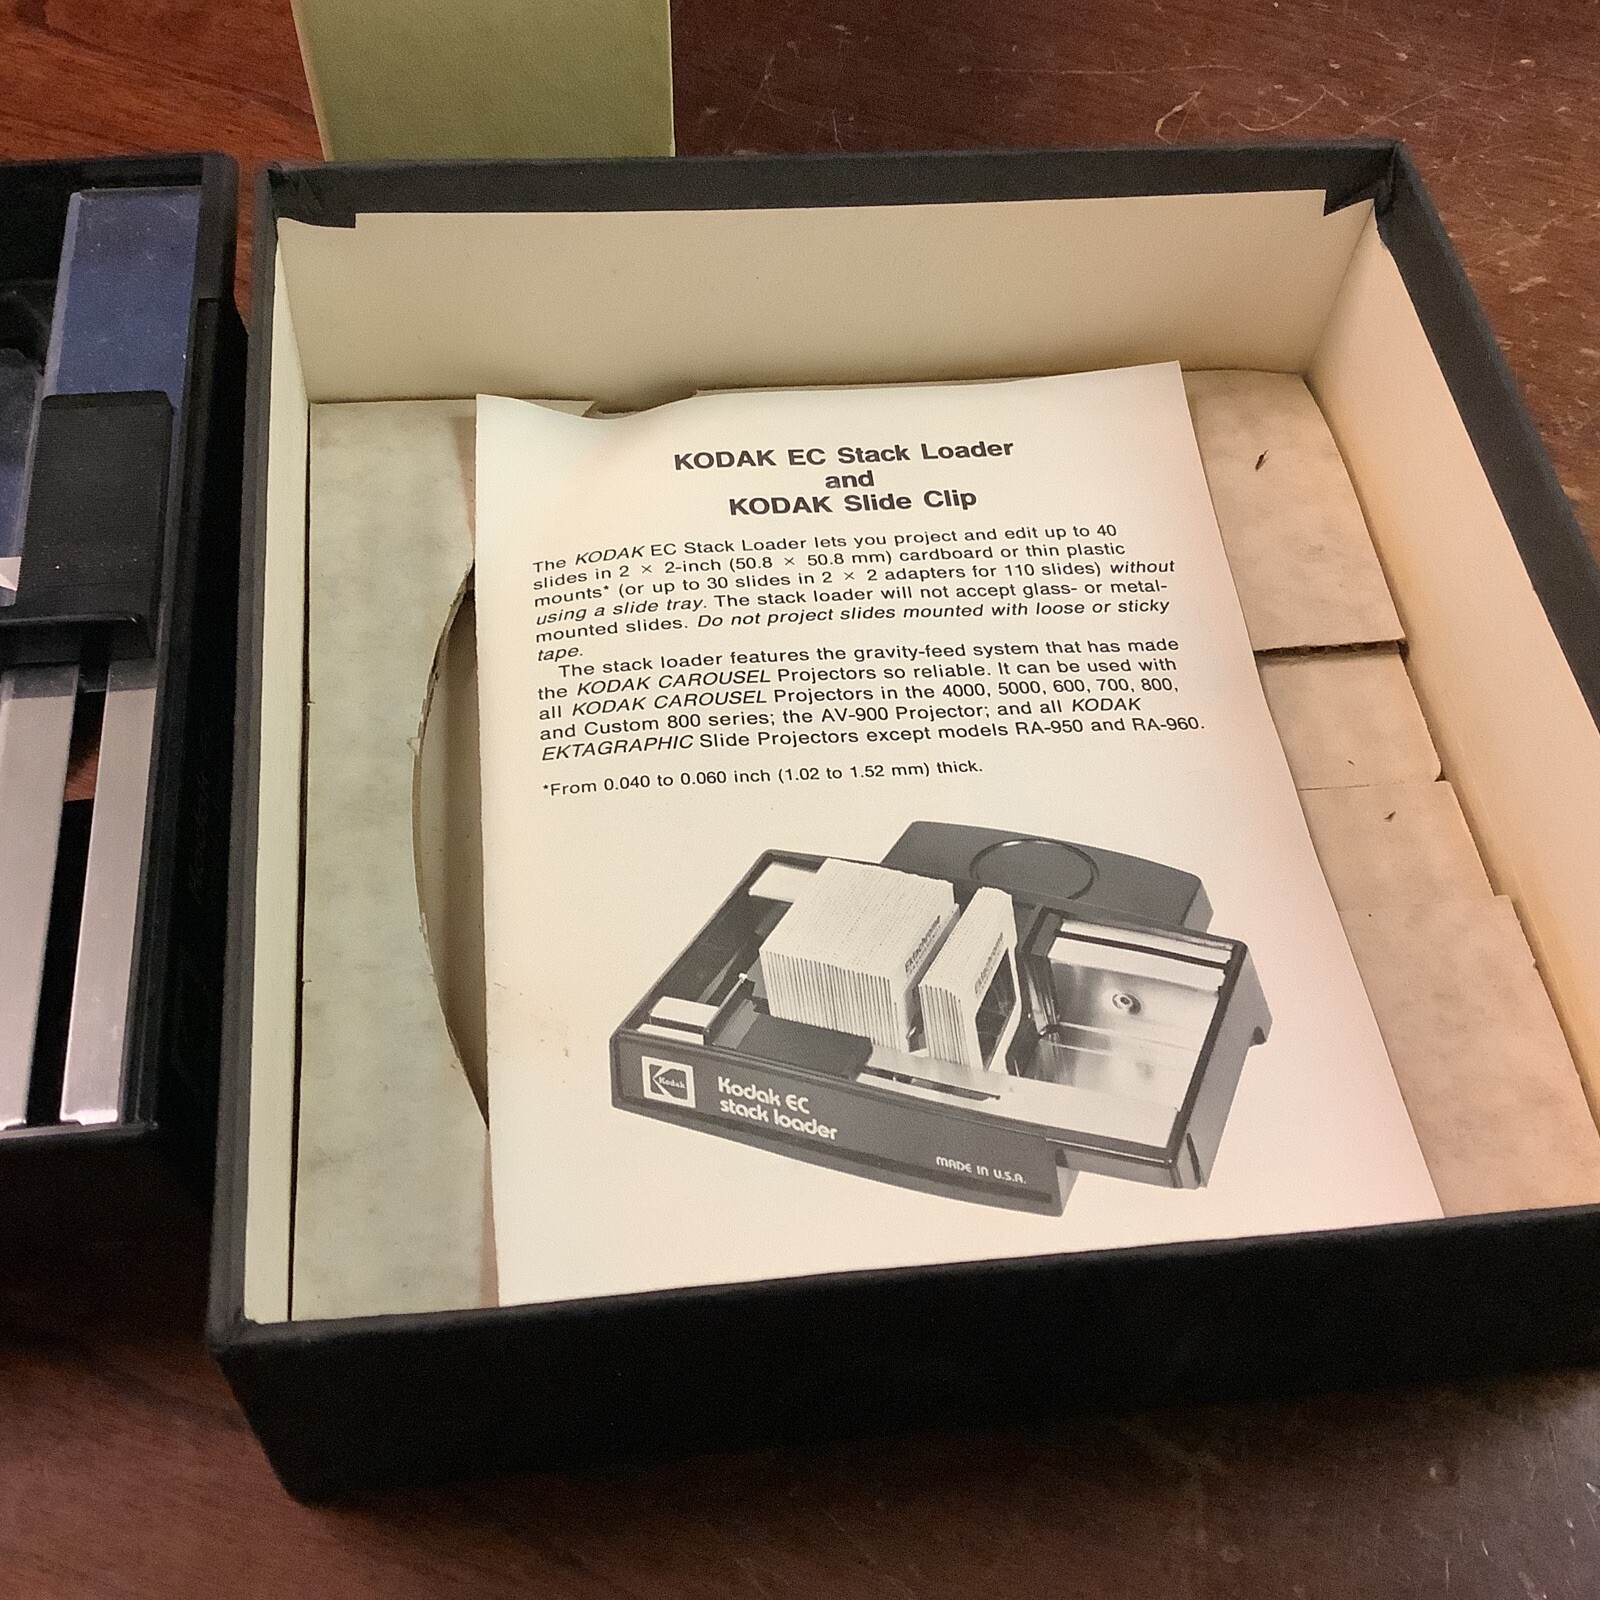 KODAK EC Stack Loader
and
KODAK Slide Clip
The KODAK EC Stack Loader lets you project and edit up to 40
slides in 2 × 2-inch (50.8 × 50.8 mm) cardboard or thin plastic
mounts* (or up to 30 slides in 2 × 2 adapters for 110 slides) without
using a slide tray. The stack loader will not accept glass- or metal-
mounted slides. Do not project slides mounted with loose or sticky
tape.
The stack loader features the gravity-feed system that has made
the KODAK CAROUSEL Projectors so reliable. It can be used with
all KODAK CAROUSEL Projectors in the 4000, 5000, 600, 700, 800,
and Custom 800 series; the AV-900 Projector; and all KODAK
EKTAGRAPHIC Slide Projectors except models RA-950 and RA-960.
*From 0.040 to 0.060 inch (1.02 to 1.52 mm) thick.
Ektachrome
Ektachrome
Kodak
Kodak EC
stack loader
MADE IN U.S.A.